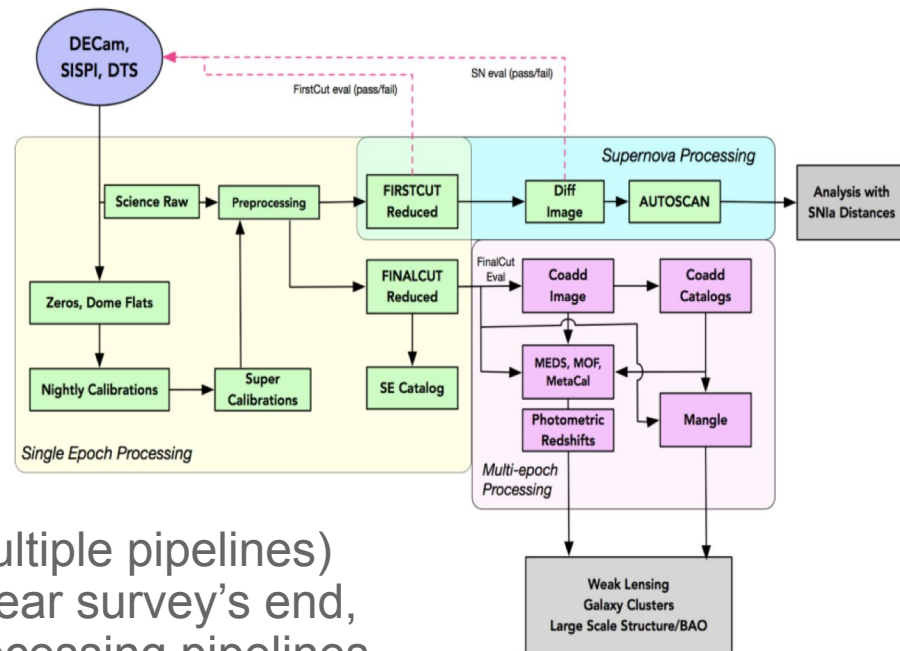 DECam,
SISPI, DTS
SN eval (pass/fail)
FirstCut eval (pass/fail)
Supernova Processing
Science Raw
Preprocessing
FIRSTCUT
Reduced
Diff
Image
AUTOSCAN
Analysis with
SNIa Distances
FinalCut
Eval
FINALCUT
Reduced
Coadd
Image
Coadd
Catalogs
Zeros, Dome Flats
Nightly Calibrations
Super
Calibrations
SE Catalog
MEDS, MOF,
MetaCal
Photometric
Redshifts
Mangle
Single Epoch Processing
Multi-epoch
Processing
ultiple pipelines)
ear survey's end,
ocessing pipelines
Weak Lensing
Galaxy Clusters
Large Scale Structure/BAO